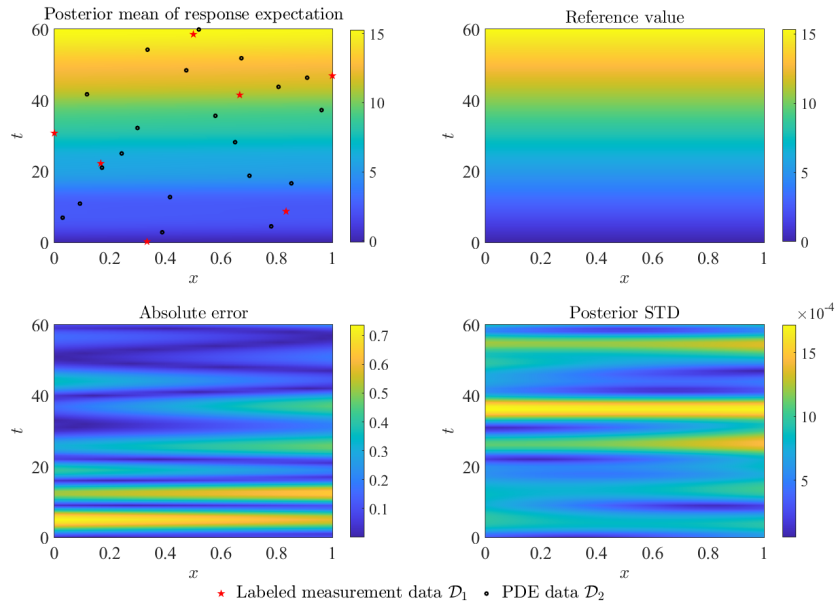 Posterior mean of response expectation
60
40
20
0
t
0 0.2 0.4 0.6 0.8 1
x
15
10
5
0
Reference value
60
40
20
0
t
0 0.2 0.4 0.6 0.8 1
x
15
10
5
0
Absolute error
60
40
20
0
t
0 0.2 0.4 0.6 0.8 1
x
0.7
0.6
0.5
0.4
0.3
0.2
0.1
Posterior STD
60
40
20
0
t
0 0.2 0.4 0.6 0.8 1
x
×10⁻⁴
15
10
5
★ Labeled measurement data 𝒟₁ ∘ PDE data 𝒟₂